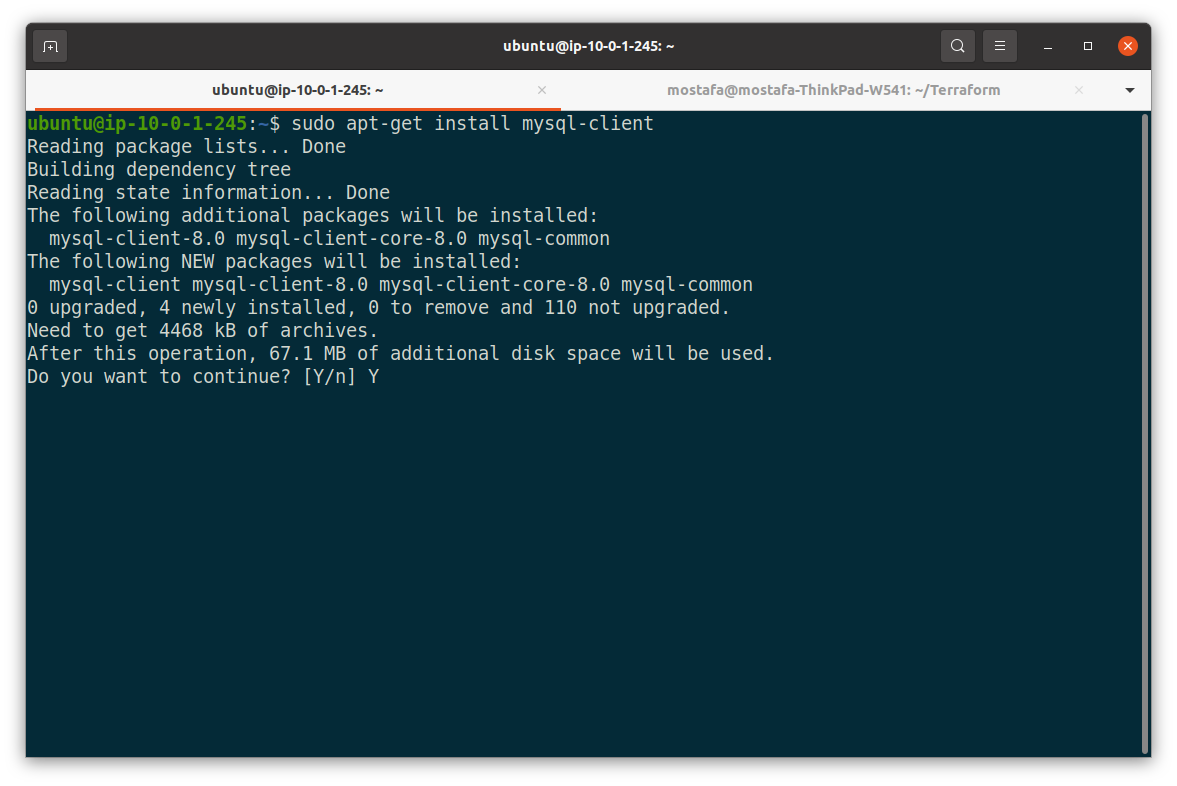 ubuntu@ip-10-0-1-245: ~
ubuntu@ip-10-0-1-245: ~
mostafa@mostafa-ThinkPad-W541: ~/Terraform
ubuntu@ip-10-0-1-245:~$ sudo apt-get install mysql-client
Reading package lists... Done
Building dependency tree
Reading state information... Done
The following additional packages will be installed:
  mysql-client-8.0 mysql-client-core-8.0 mysql-common
The following NEW packages will be installed:
  mysql-client mysql-client-8.0 mysql-client-core-8.0 mysql-common
0 upgraded, 4 newly installed, 0 to remove and 110 not upgraded.
Need to get 4468 kB of archives.
After this operation, 67.1 MB of additional disk space will be used.
Do you want to continue? [Y/n] Y